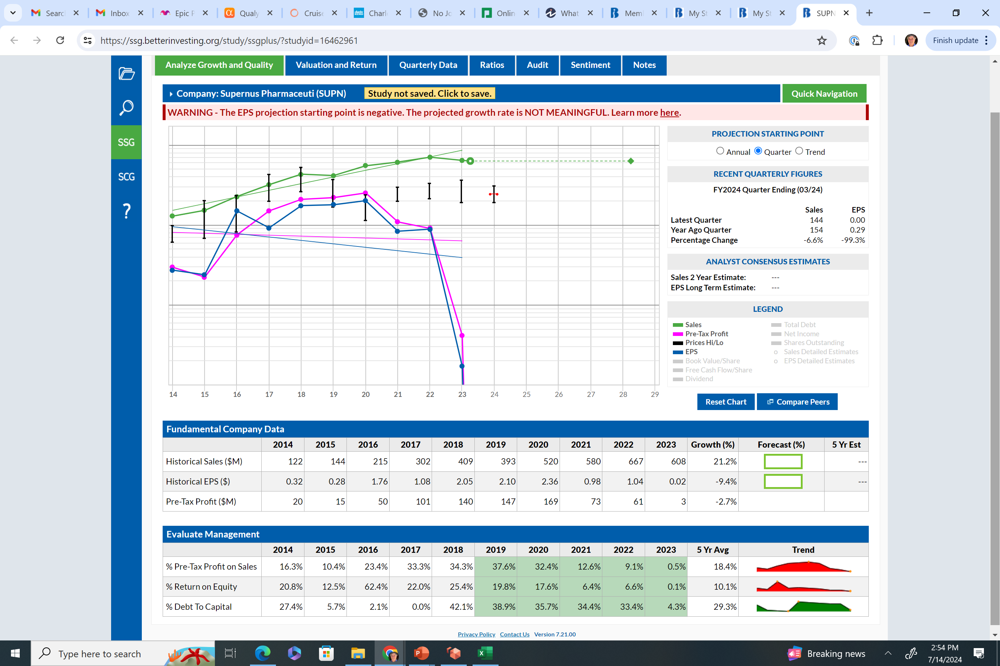 Searc
Inbox
Epic P
Qualy
Cruise
Charl
No Jo
Onlin
What
Mem
My St
My St
SUPN
https://ssg.betterinvesting.org/study/ssgplus/?studyid=16462961
Finish update
SSG
SCG
?
Analyze Growth and Quality
Valuation and Return
Quarterly Data
Ratios
Audit
Sentiment
Notes
Company: Supernus Pharmaceuti (SUPN)
Study not saved. Click to save.
Quick Navigation
WARNING - The EPS projection starting point is negative. The projected growth rate is NOT MEANINGFUL. Learn more here.
14 15 16 17 18 19 20 21 22 23 24 25 26 27 28 29
PROJECTION STARTING POINT
Annual Quarter Trend
RECENT QUARTERLY FIGURES
FY2024 Quarter Ending (03/24)
Sales EPS
Latest Quarter 144 0.00
Year Ago Quarter 154 0.29
Percentage Change -6.6% -99.3%
ANALYST CONSENSUS ESTIMATES
Sales 2 Year Estimate: ---
EPS Long Term Estimate: ---
LEGEND
Sales Total Debt
Pre-Tax Profit Net Income
Prices Hi/Lo Shares Outstanding
EPS Sales Detailed Estimates
Book Value/Share EPS Detailed Estimates
Free Cash Flow/Share
Dividend
Reset Chart
Compare Peers
Fundamental Company Data
2014 2015 2016 2017 2018 2019 2020 2021 2022 2023 Growth (%) Forecast (%) 5 Yr Est
Historical Sales ($M) 122 144 215 302 409 393 520 580 667 608 21.2% ---
Historical EPS ($) 0.32 0.28 1.76 1.08 2.05 2.10 2.36 0.98 1.04 0.02 -9.4% ---
Pre-Tax Profit ($M) 20 15 50 101 140 147 169 73 61 3 -2.7%
Evaluate Management
2014 2015 2016 2017 2018 2019 2020 2021 2022 2023 5 Yr Avg Trend
% Pre-Tax Profit on Sales 16.3% 10.4% 23.4% 33.3% 34.3% 37.6% 32.4% 12.6% 9.1% 0.5% 18.4%
% Return on Equity 20.8% 12.5% 62.4% 22.0% 25.4% 19.8% 17.6% 6.4% 6.6% 0.1% 10.1%
% Debt To Capital 27.4% 5.7% 2.1% 0.0% 42.1% 38.9% 35.7% 34.4% 33.4% 4.3% 29.3%
Privacy Policy Contact Us Version 7.21.00
Type here to search
Breaking news
2:54 PM
7/14/2024